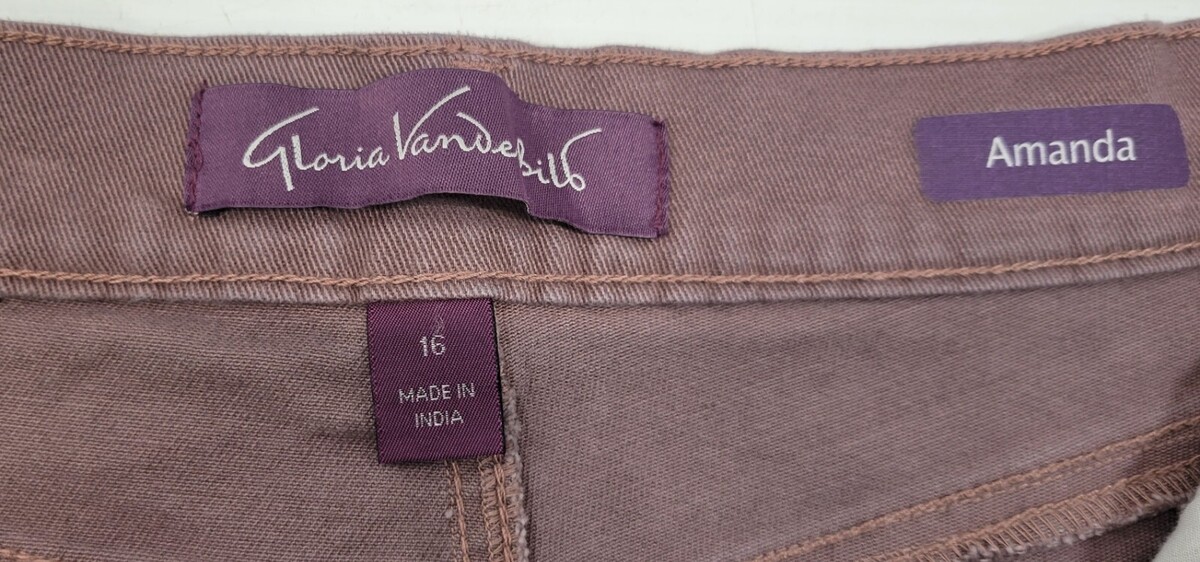 Gloria Vanderbilt
Amanda
16
MADE IN
INDIA